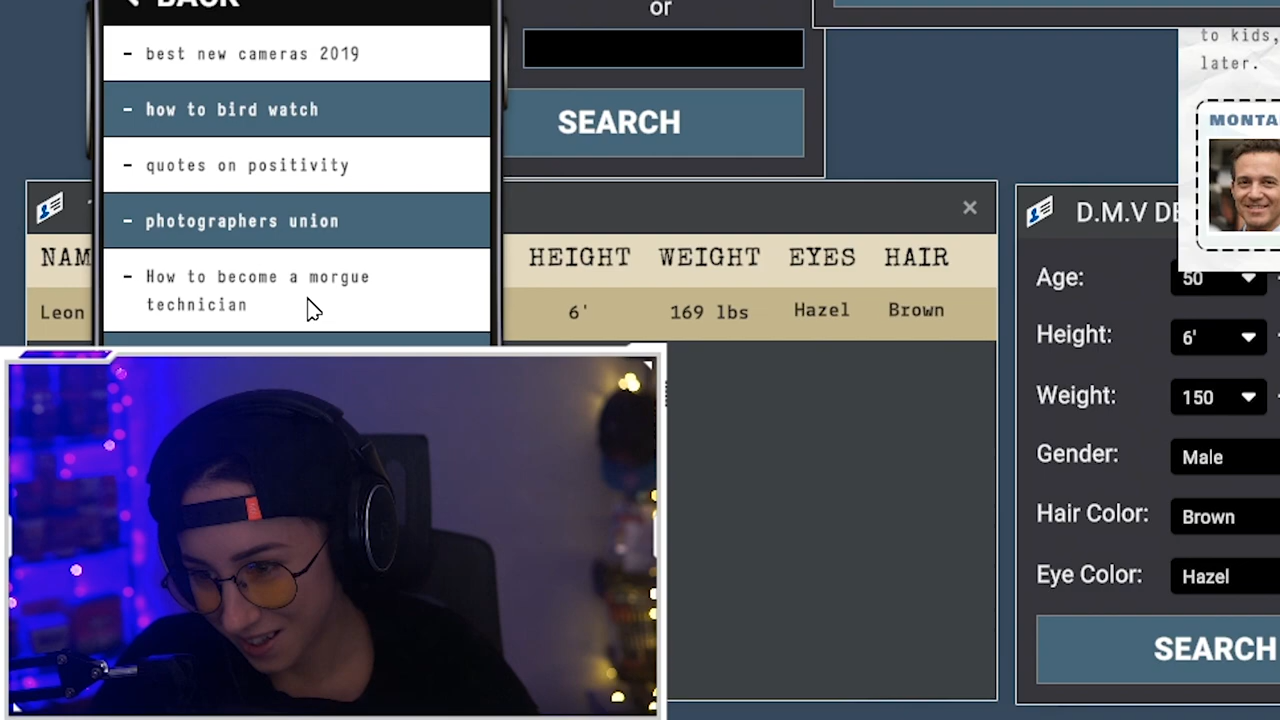 BACK
or
- best new cameras 2019
- how to bird watch
- quotes on positivity
- photographers union
- How to become a morgue
technician
SEARCH
to kids,
later.
MONTA
NAM
HEIGHT WEIGHT EYES HAIR
Leon
6' 169 lbs Hazel Brown
D.M.V DE
Age: 50
Height: 6'
Weight: 150
Gender: Male
Hair Color: Brown
Eye Color: Hazel
SEARCH